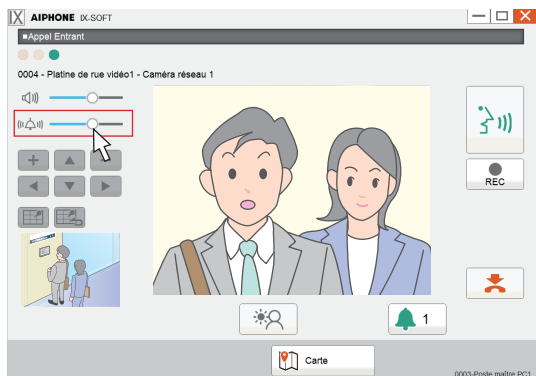 AIPHONE IX-SOFT
■Appel Entrant
0004 - Platine de rue vidéo1 - Caméra réseau 1
REC
1
Carte
0003-Poste maître PC1